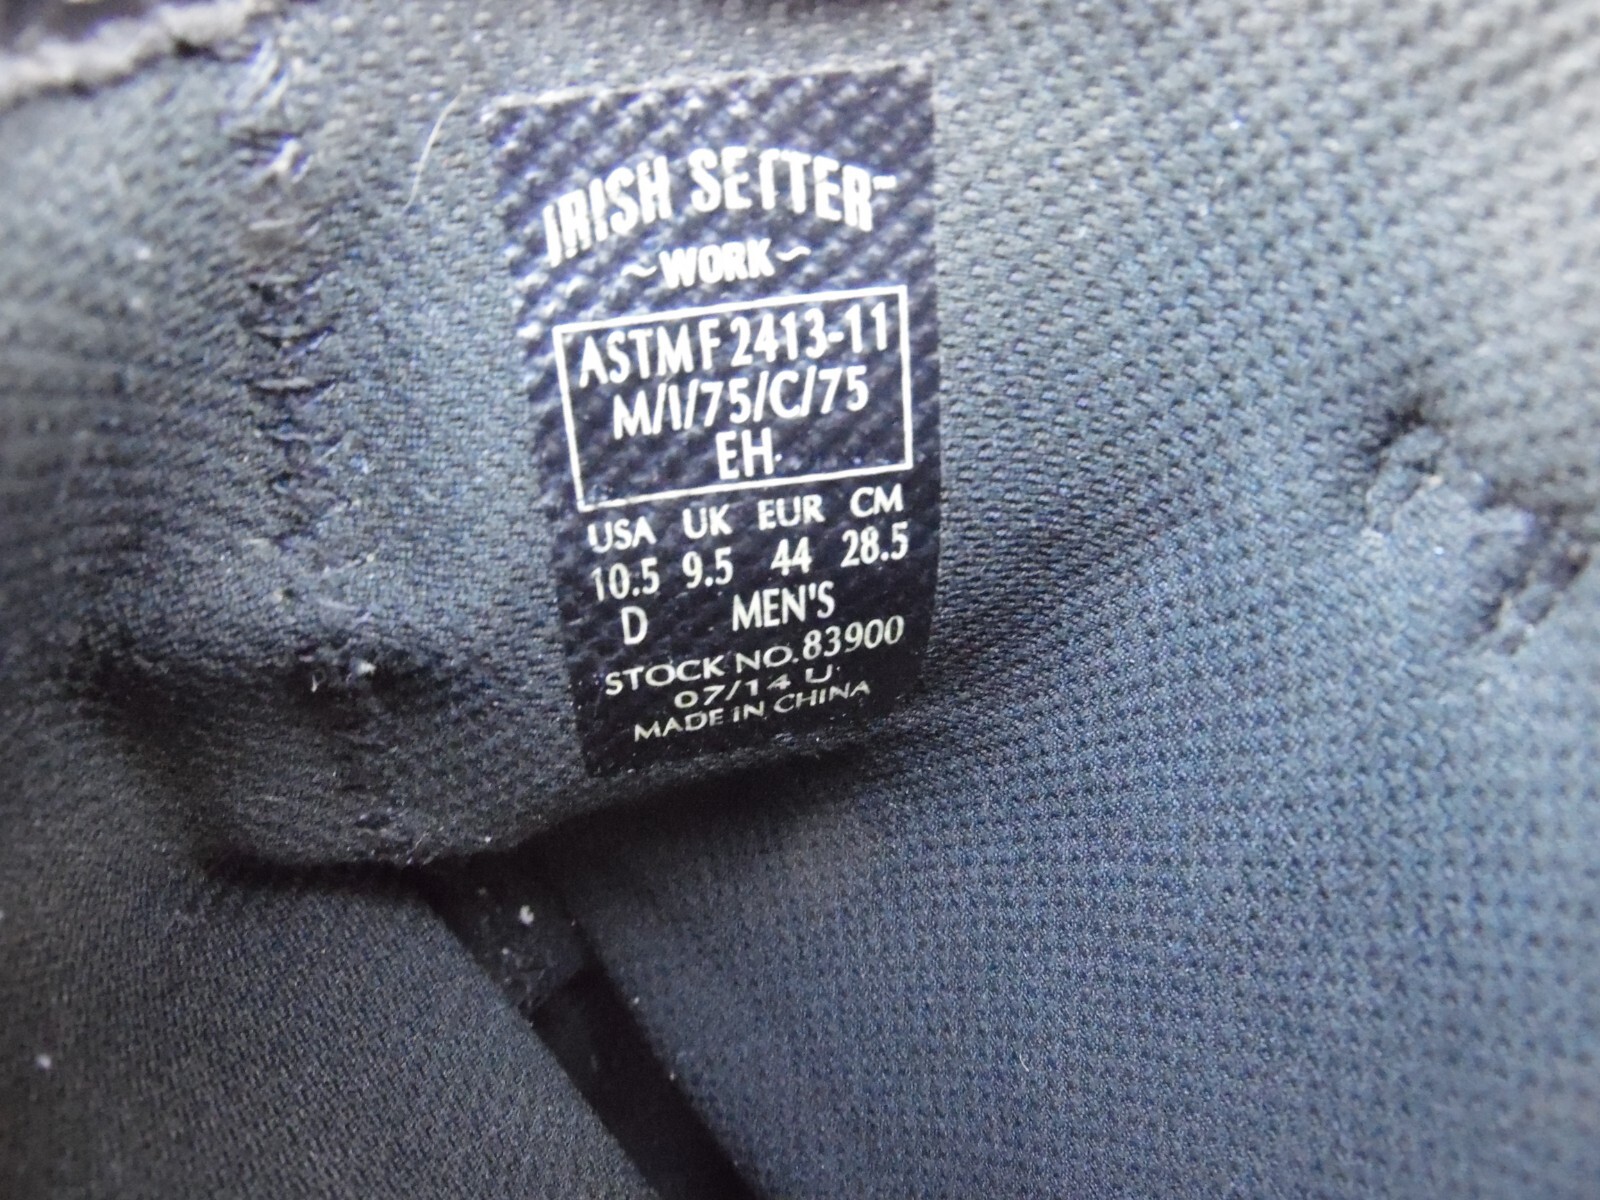 IRISH SETTER
~WORK~
ASTM F 2413-11
M/I/75/C/75
EH
USA UK EUR CM
10.5 9.5 44 28.5
D MEN'S
STOCK NO. 83900
07/14 U
MADE IN CHINA